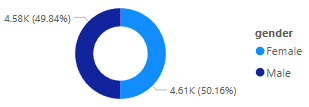 4.58K (49.84%)
gender
Female
Male
4.61K (50.16%)